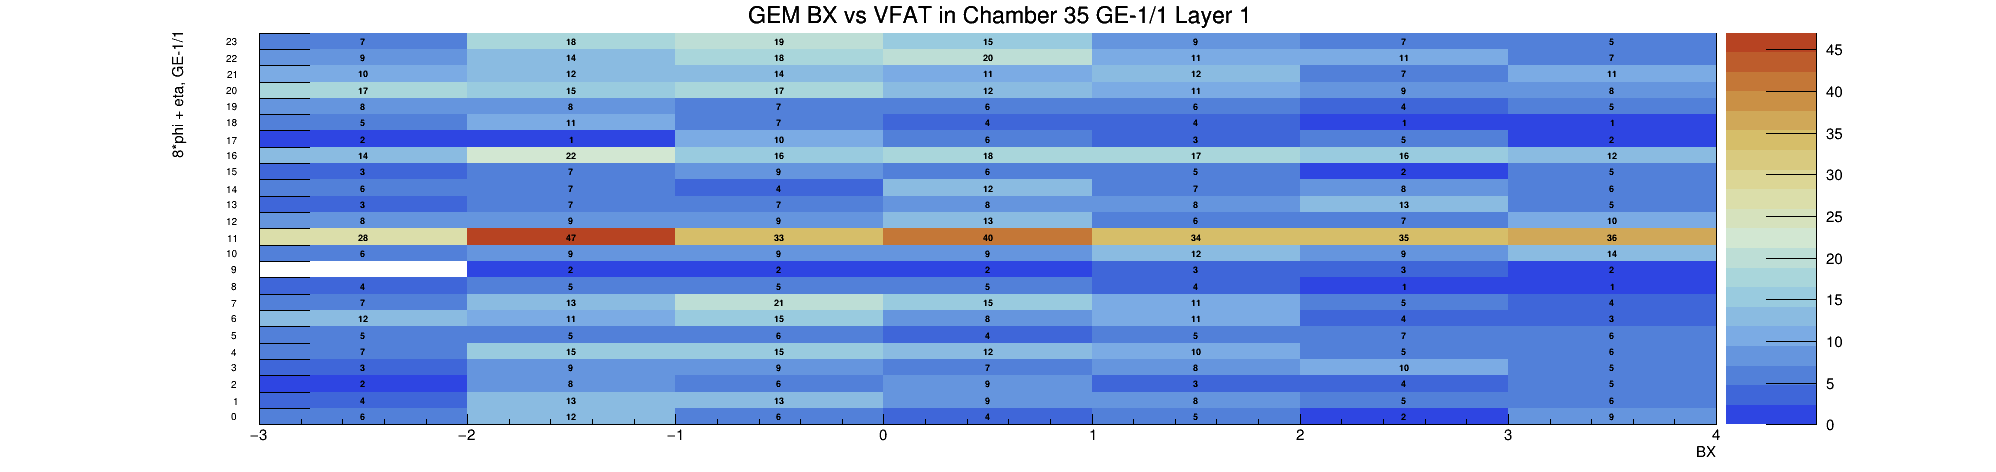 GEM BX vs VFAT in Chamber 35 GE-1/1 Layer 1
8*phi + eta, GE-1/1
23 7 18 19 15 9 7 5
22 9 14 18 20 11 11 7
21 10 12 14 11 12 7 11
20 17 15 17 12 11 9 8
19 8 8 7 6 6 4 5
18 5 11 7 4 4 1 1
17 2 1 10 6 3 5 2
16 14 22 16 18 17 16 12
15 3 7 9 6 5 2 5
14 6 7 4 12 7 8 6
13 3 7 7 8 8 13 5
12 8 9 9 13 6 7 10
11 28 47 33 40 34 35 36
10 6 9 9 9 12 9 14
9 2 2 2 3 3 2
8 4 5 5 5 4 1 1
7 7 13 21 15 11 5 4
6 12 11 15 8 11 4 3
5 5 5 6 4 5 7 6
4 7 15 15 12 10 5 6
3 3 9 9 7 8 10 5
2 2 8 6 9 3 4 5
1 4 13 13 9 8 5 6
0 6 12 6 4 5 2 9
−3 −2 −1 0 1 2 3 4
BX
45
40
35
30
25
20
15
10
5
0